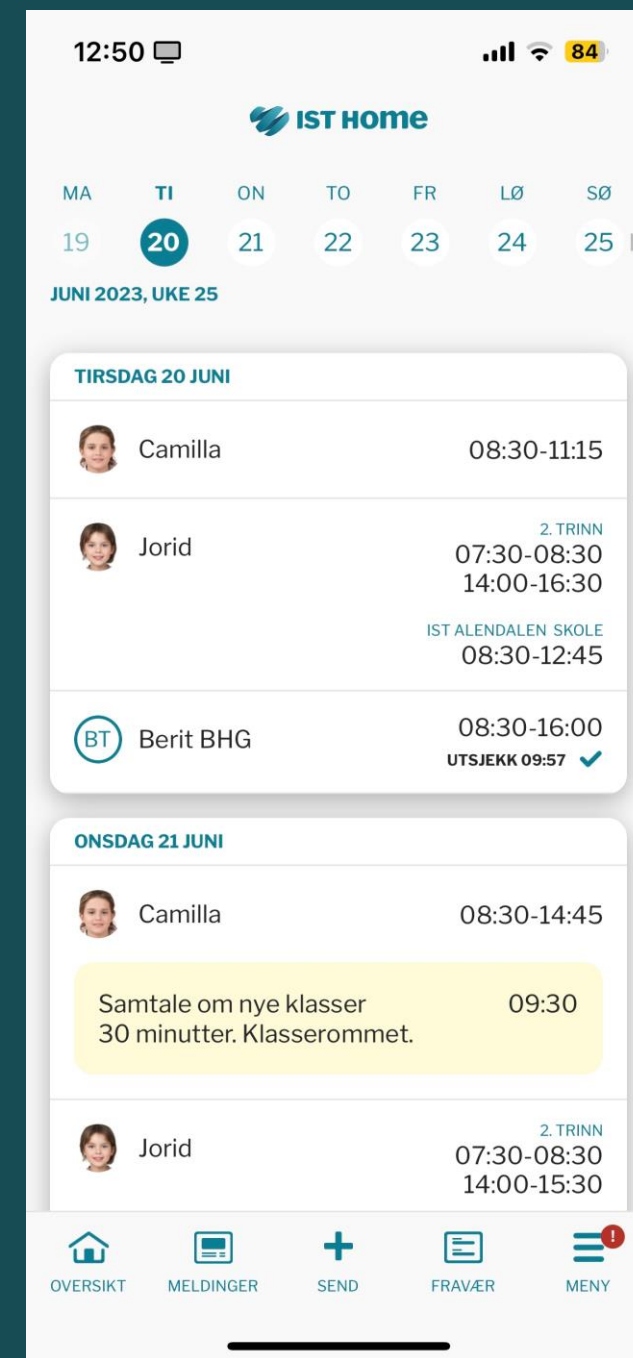 12:50
84
IST Home
MA TI ON TO FR LØ SØ
19 20 21 22 23 24 25
JUNI 2023, UKE 25
TIRSDAG 20 JUNI
Camilla 08:30-11:15
2. TRINN
Jorid 07:30-08:30
14:00-16:30
IST ALENDALEN SKOLE
08:30-12:45
BT Berit BHG 08:30-16:00
UTSJEKK 09:57
ONSDAG 21 JUNI
Camilla 08:30-14:45
Samtale om nye klasser 09:30
30 minutter. Klasserommet.
2. TRINN
Jorid 07:30-08:30
14:00-15:30
!
OVERSIKT MELDINGER SEND FRAVÆR MENY